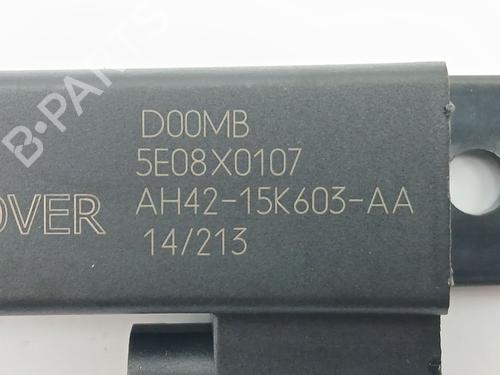 B-PARTS
D00MB
5E08X0107
OVER AH42-15K603-AA
14/213